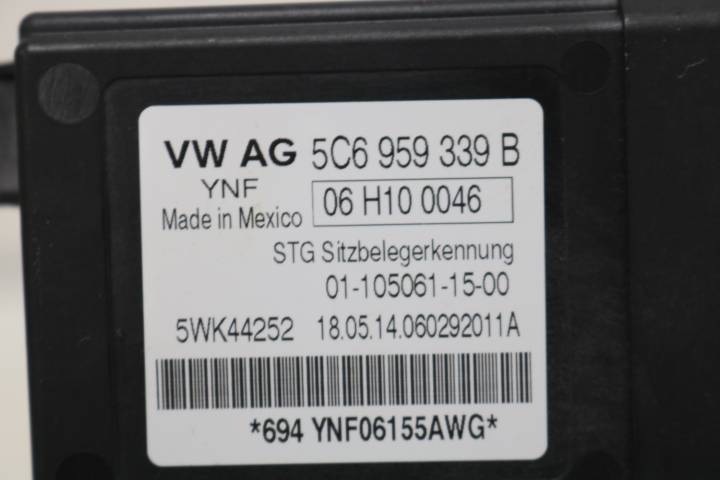 VW AG 5C6 959 339 B
YNF
06 H10 0046
Made in Mexico
STG Sitzbelegerkennung
01-105061-15-00
5WK44252 18.05.14.060292011A
*694 YNF06155AWG*